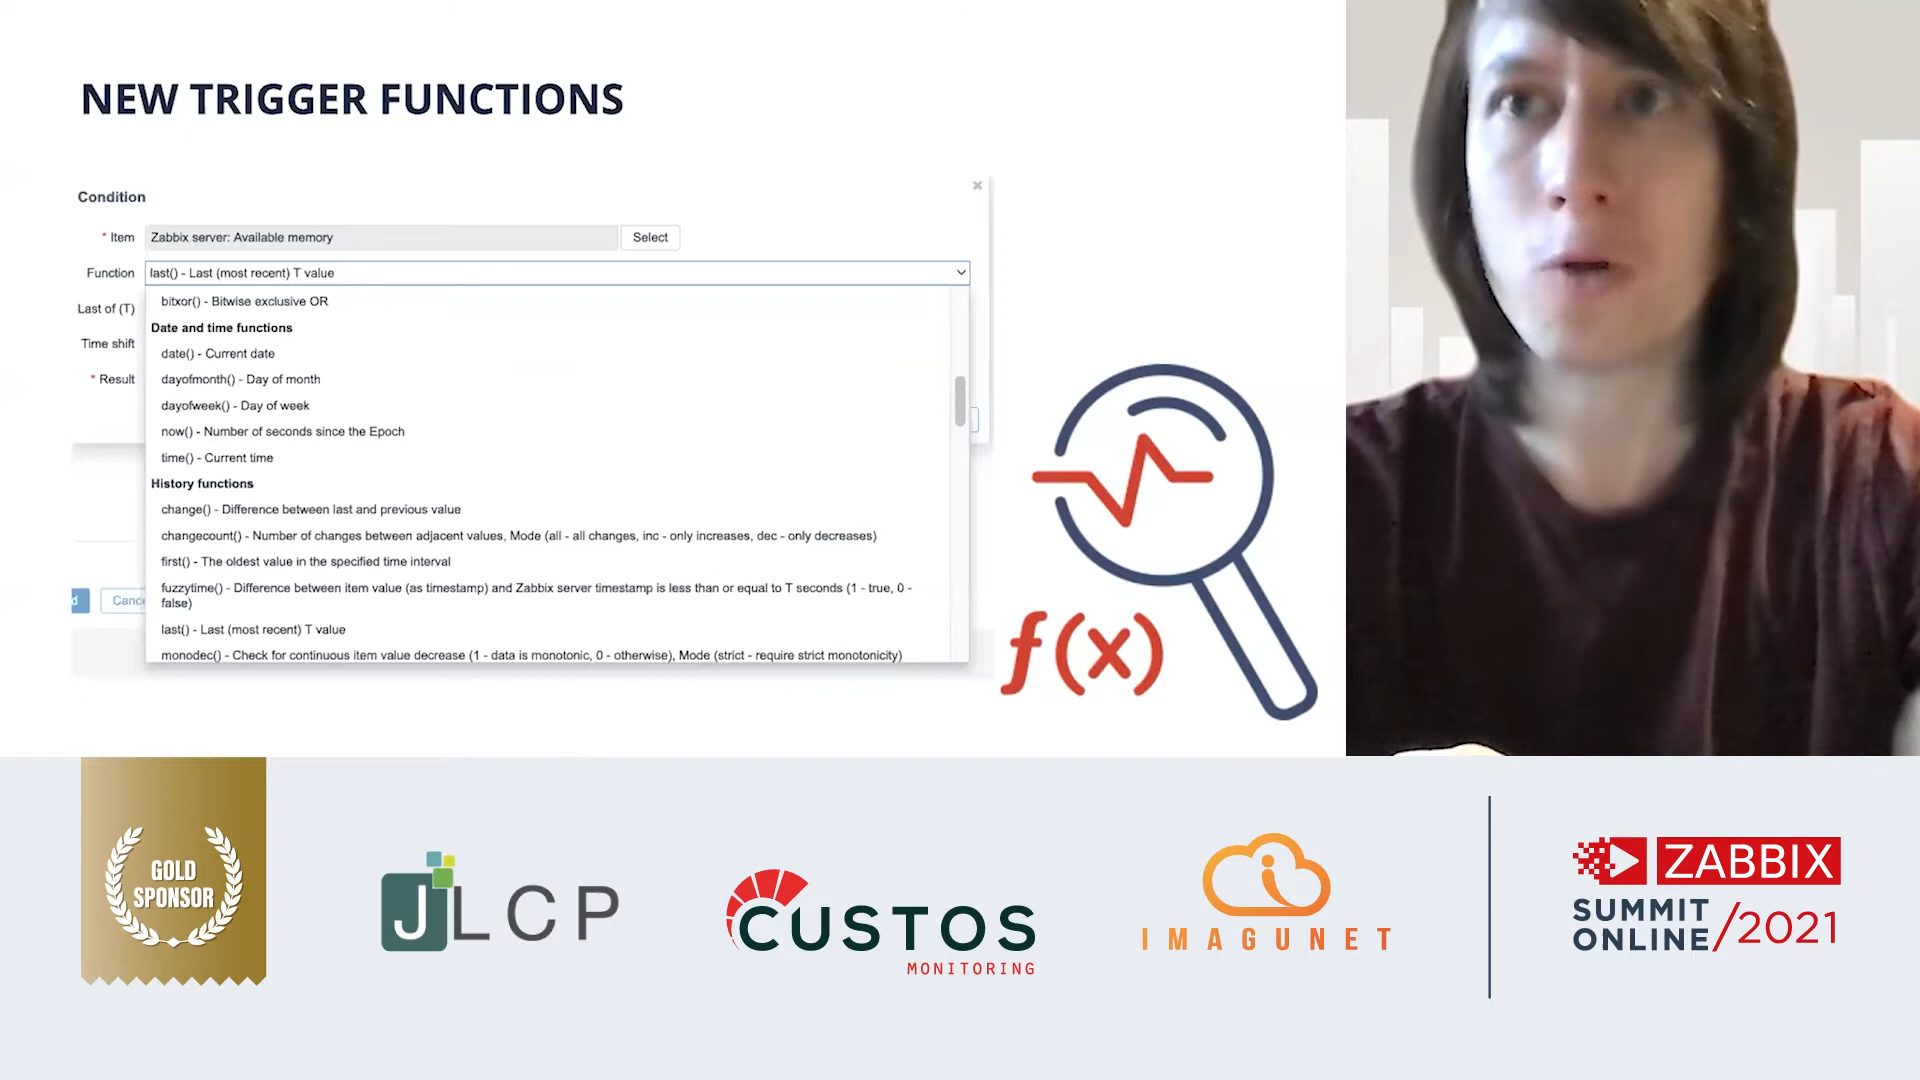 NEW TRIGGER FUNCTIONS
Condition
* Item
Zabbix server: Available memory
Select
Function
last() - Last (most recent) T value
Last of (T)
Time shift
* Result
bitxor() - Bitwise exclusive OR
Date and time functions
date() - Current date
dayofmonth() - Day of month
dayofweek() - Day of week
now() - Number of seconds since the Epoch
time() - Current time
History functions
change() - Difference between last and previous value
changecount() - Number of changes between adjacent values, Mode (all - all changes, inc - only increases, dec - only decreases)
first() - The oldest value in the specified time interval
fuzzytime() - Difference between item value (as timestamp) and Zabbix server timestamp is less than or equal to T seconds (1 - true, 0 -
false)
last() - Last (most recent) T value
monodec() - Check for continuous item value decrease (1 - data is monotonic, 0 - otherwise), Mode (strict - require strict monotonicity)
d
Canc
f(x)
GOLD
SPONSOR
JLCP
CUSTOS
MONITORING
IMAGUNET
ZABBIX
SUMMIT
ONLINE/2021